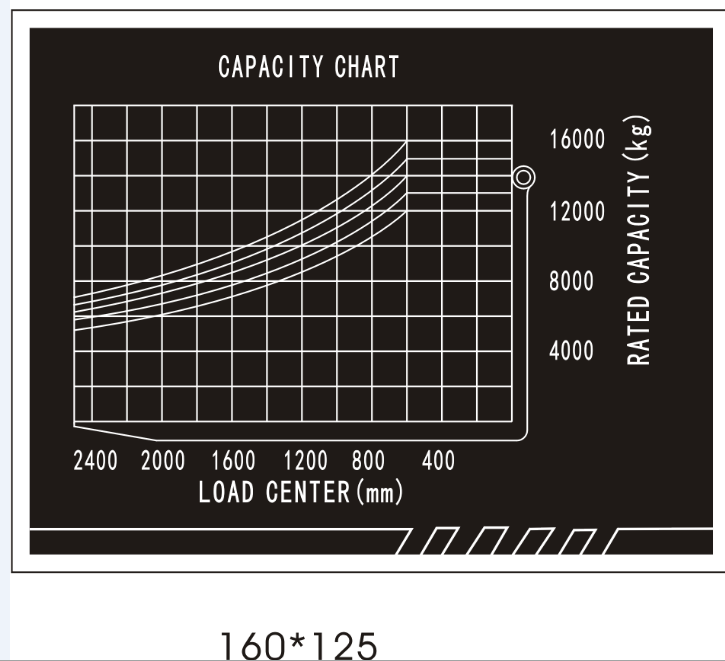 CAPACITY CHART
16000
12000
8000
4000
RATED CAPACITY(kg)
2400 2000 1600 1200 800 400
LOAD CENTER(mm)
160*125